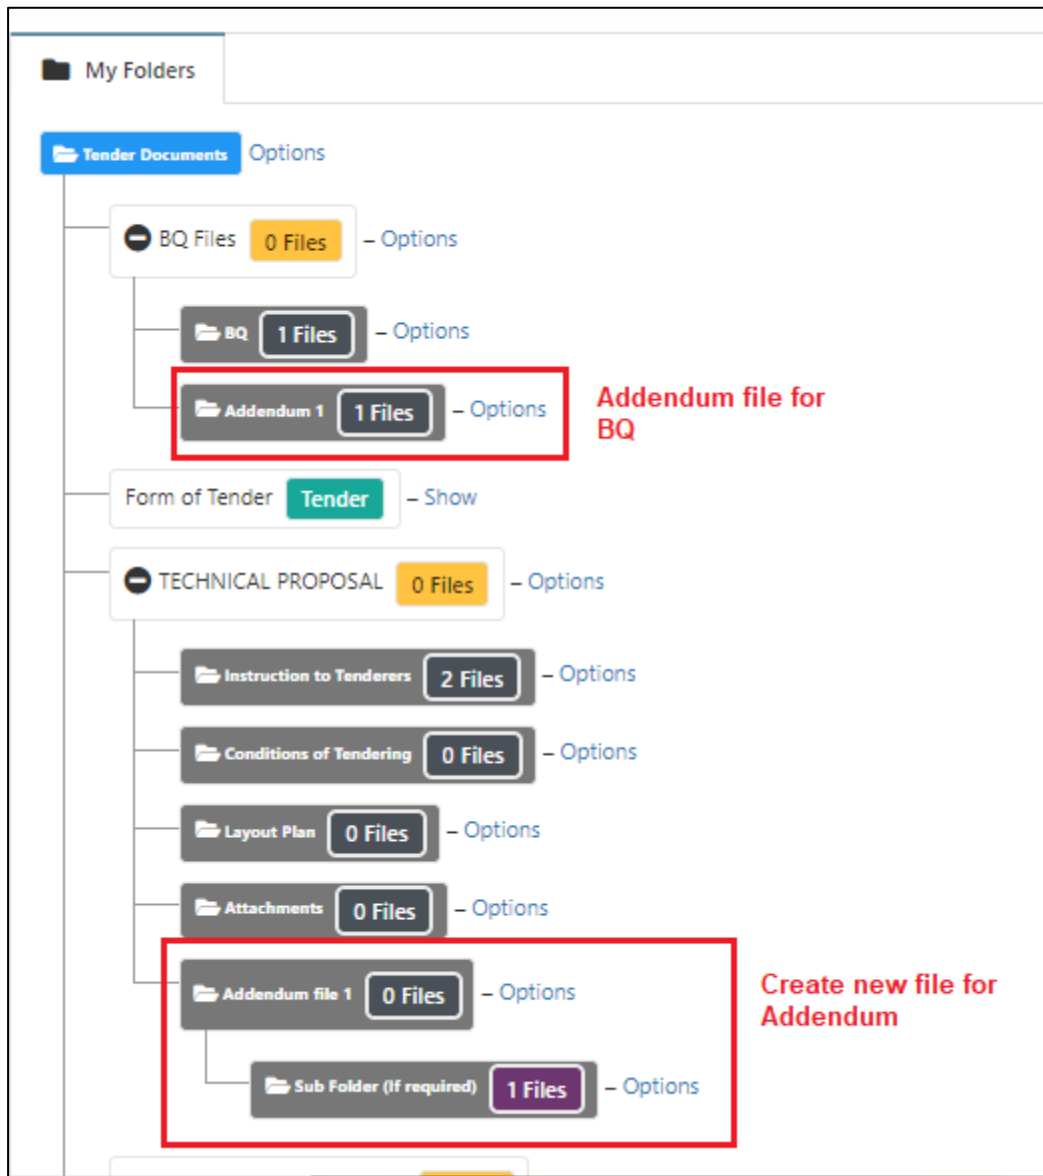 My Folders
Tender Documents Options
BQ Files 0 Files – Options
BQ 1 Files – Options
Addendum 1 1 Files – Options
Addendum file for
BQ
Form of Tender Tender – Show
TECHNICAL PROPOSAL 0 Files – Options
Instruction to Tenderers 2 Files – Options
Conditions of Tendering 0 Files – Options
Layout Plan 0 Files – Options
Attachments 0 Files – Options
Addendum file 1 0 Files – Options
Create new file for
Addendum
Sub Folder (If required) 1 Files – Options